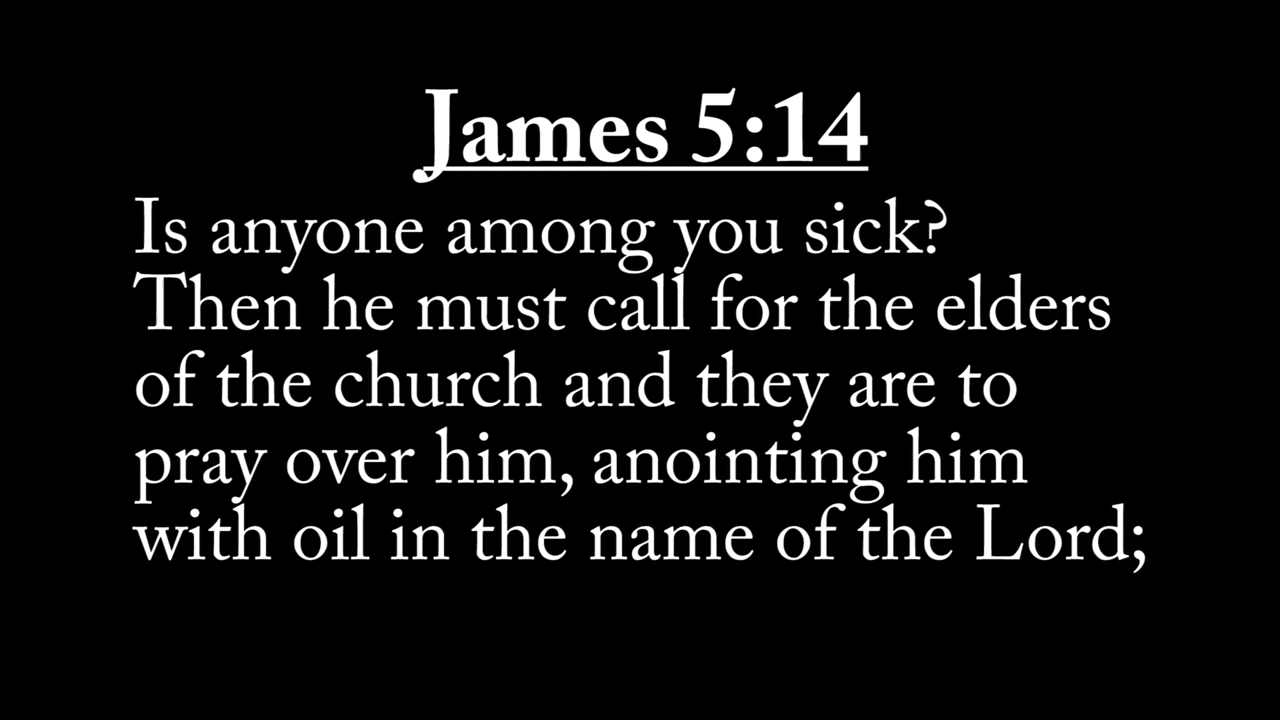 James 5:14
Is anyone among you sick?
Then he must call for the elders
of the church and they are to
pray over him, anointing him
with oil in the name of the Lord;